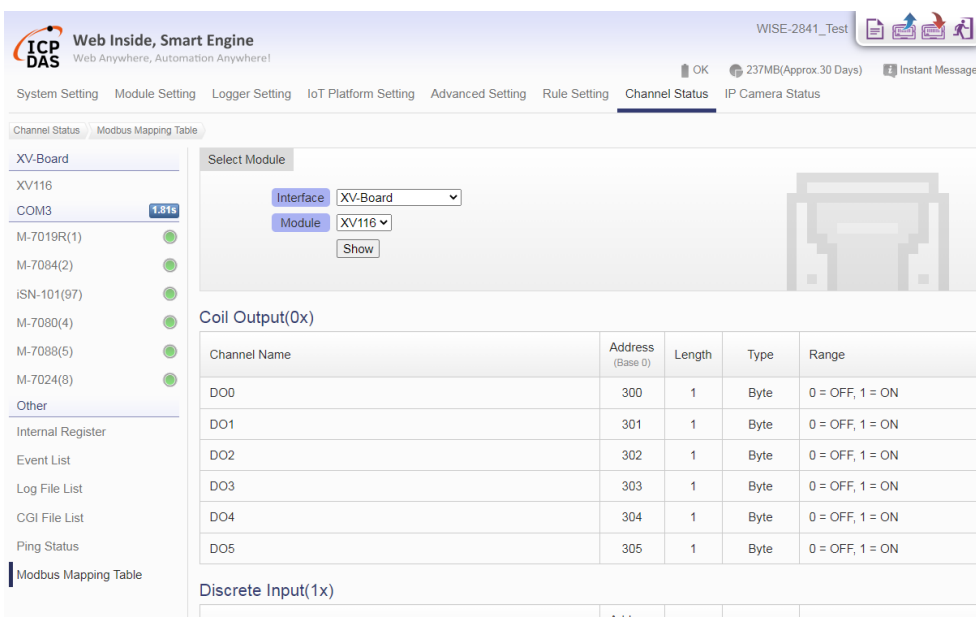 ICP DAS
Web Inside, Smart Engine
Web Anywhere, Automation Anywhere!
WISE-2841_Test
OK
237MB(Approx.30 Days)
Instant Message
System Setting Module Setting Logger Setting IoT Platform Setting Advanced Setting Rule Setting Channel Status IP Camera Status
Channel Status Modbus Mapping Table
XV-Board
XV116
COM3 1.81s
M-7019R(1)
M-7084(2)
iSN-101(97)
M-7080(4)
M-7088(5)
M-7024(8)
Other
Internal Register
Event List
Log File List
CGI File List
Ping Status
Modbus Mapping Table
Select Module
Interface XV-Board
Module XV116
Show
Coil Output(0x)
Channel Name Address (Base 0) Length Type Range
DO0 300 1 Byte 0 = OFF, 1 = ON
DO1 301 1 Byte 0 = OFF, 1 = ON
DO2 302 1 Byte 0 = OFF, 1 = ON
DO3 303 1 Byte 0 = OFF, 1 = ON
DO4 304 1 Byte 0 = OFF, 1 = ON
DO5 305 1 Byte 0 = OFF, 1 = ON
Discrete Input(1x)